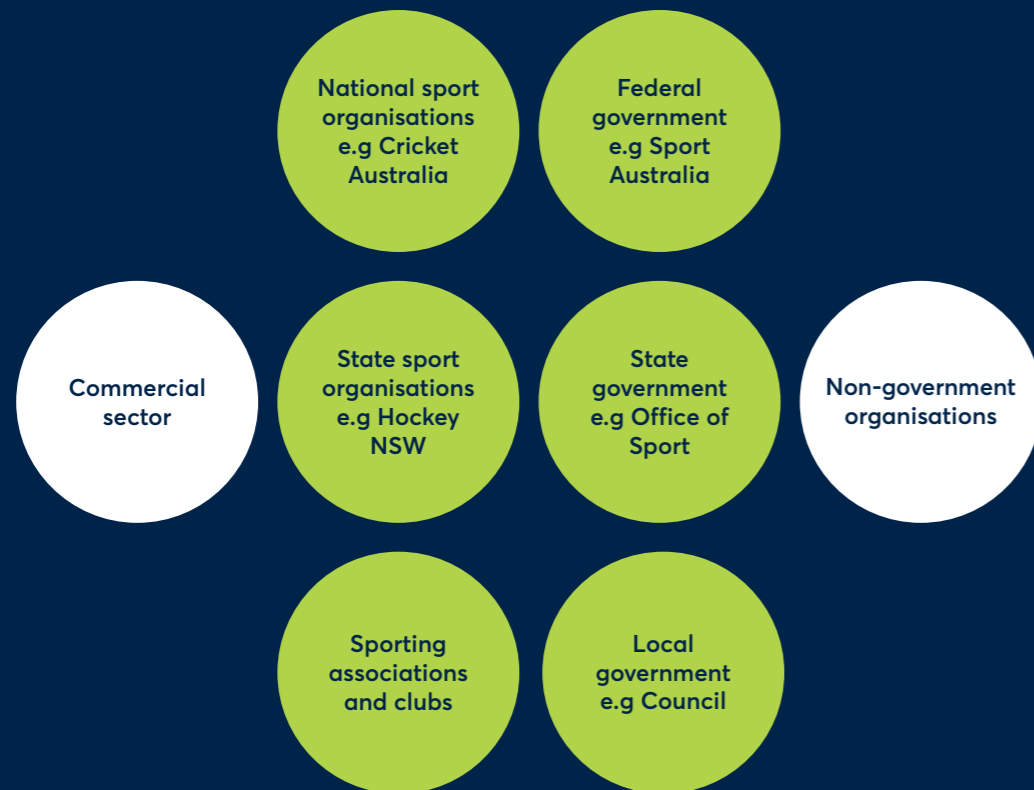 National sport
organisations
e.g Cricket
Australia
Federal
government
e.g Sport
Australia
Commercial
sector
State sport
organisations
e.g Hockey
NSW
State
government
e.g Office of
Sport
Non-government
organisations
Sporting
associations
and clubs
Local
government
e.g Council